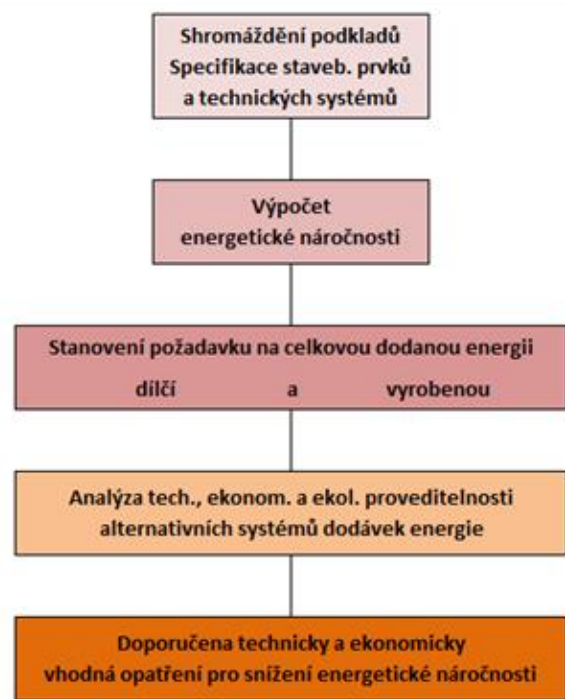 Shromáždění podkladů
Specifikace staveb. prvků
a technických systémů
Výpočet
energetické náročnosti
Stanovení požadavku na celkovou dodanou energii
dílčí a vyrobenou
Analýza tech., ekonom. a ekol. proveditelnosti
alternativních systémů dodávek energie
Doporučena technicky a ekonomicky
vhodná opatření pro snížení energetické náročnosti